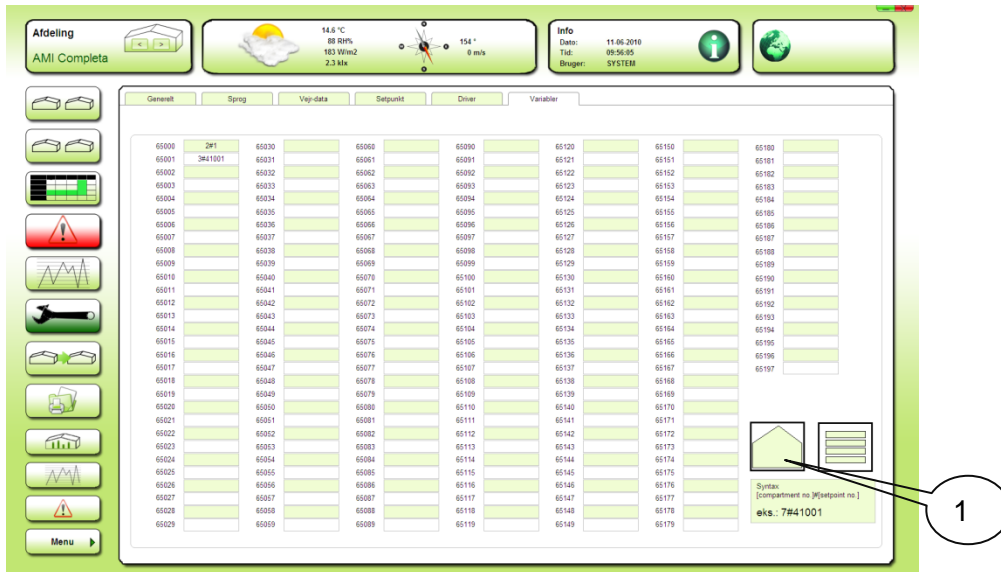 Afdeling
AMI Completa
< >
14.6 °C
88 RH%
183 W/m2
2.3 klx
154 °
0 m/s
Info
Dato: 11-06-2010
Tid: 09:56:05
Bruger: SYSTEM
Generelt Sprog Vejr-data Setpunkt Driver Variabler
65000 2#1 65030 65060 65090 65120 65150 65180
65001 3#41001 65031 65061 65091 65121 65151 65181
65002 65032 65062 65092 65122 65152 65182
65003 65033 65063 65093 65123 65153 65183
65004 65034 65064 65094 65124 65154 65184
65005 65035 65065 65095 65125 65155 65185
65006 65036 65066 65096 65126 65156 65186
65007 65037 65067 65097 65127 65157 65187
65008 65038 65068 65098 65128 65158 65188
65009 65039 65069 65099 65129 65159 65189
65010 65040 65070 65100 65130 65160 65190
65011 65041 65071 65101 65131 65161 65191
65012 65042 65072 65102 65132 65162 65192
65013 65043 65073 65103 65133 65163 65193
65014 65044 65074 65104 65134 65164 65194
65015 65045 65075 65105 65135 65165 65195
65016 65046 65076 65106 65136 65166 65196
65017 65047 65077 65107 65137 65167 65197
65018 65048 65078 65108 65138 65168
65019 65049 65079 65109 65139 65169
65020 65050 65080 65110 65140 65170
65021 65051 65081 65111 65141 65171
65022 65052 65082 65112 65142 65172
65023 65053 65083 65113 65143 65173
65024 65054 65084 65114 65144 65174
65025 65055 65085 65115 65145 65175
65026 65056 65086 65116 65146 65176
65027 65057 65087 65117 65147 65177
65028 65058 65088 65118 65148 65178
65029 65059 65089 65119 65149 65179
Syntax
[compartment no.]#[setpoint no.]
eks.: 7#41001
1
Menu